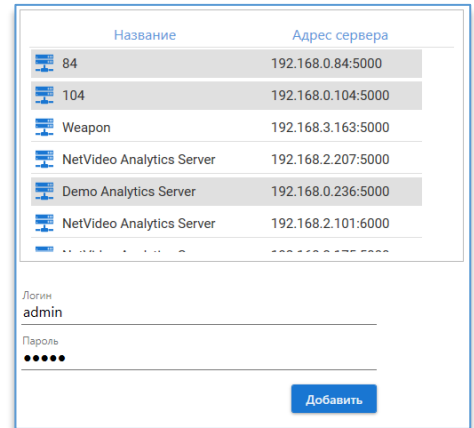 Название Адрес сервера
84 192.168.0.84:5000
104 192.168.0.104:5000
Weapon 192.168.3.163:5000
NetVideo Analytics Server 192.168.2.207:5000
Demo Analytics Server 192.168.0.236:5000
NetVideo Analytics Server 192.168.2.101:6000
Логин
admin
Пароль
●●●●●
Добавить